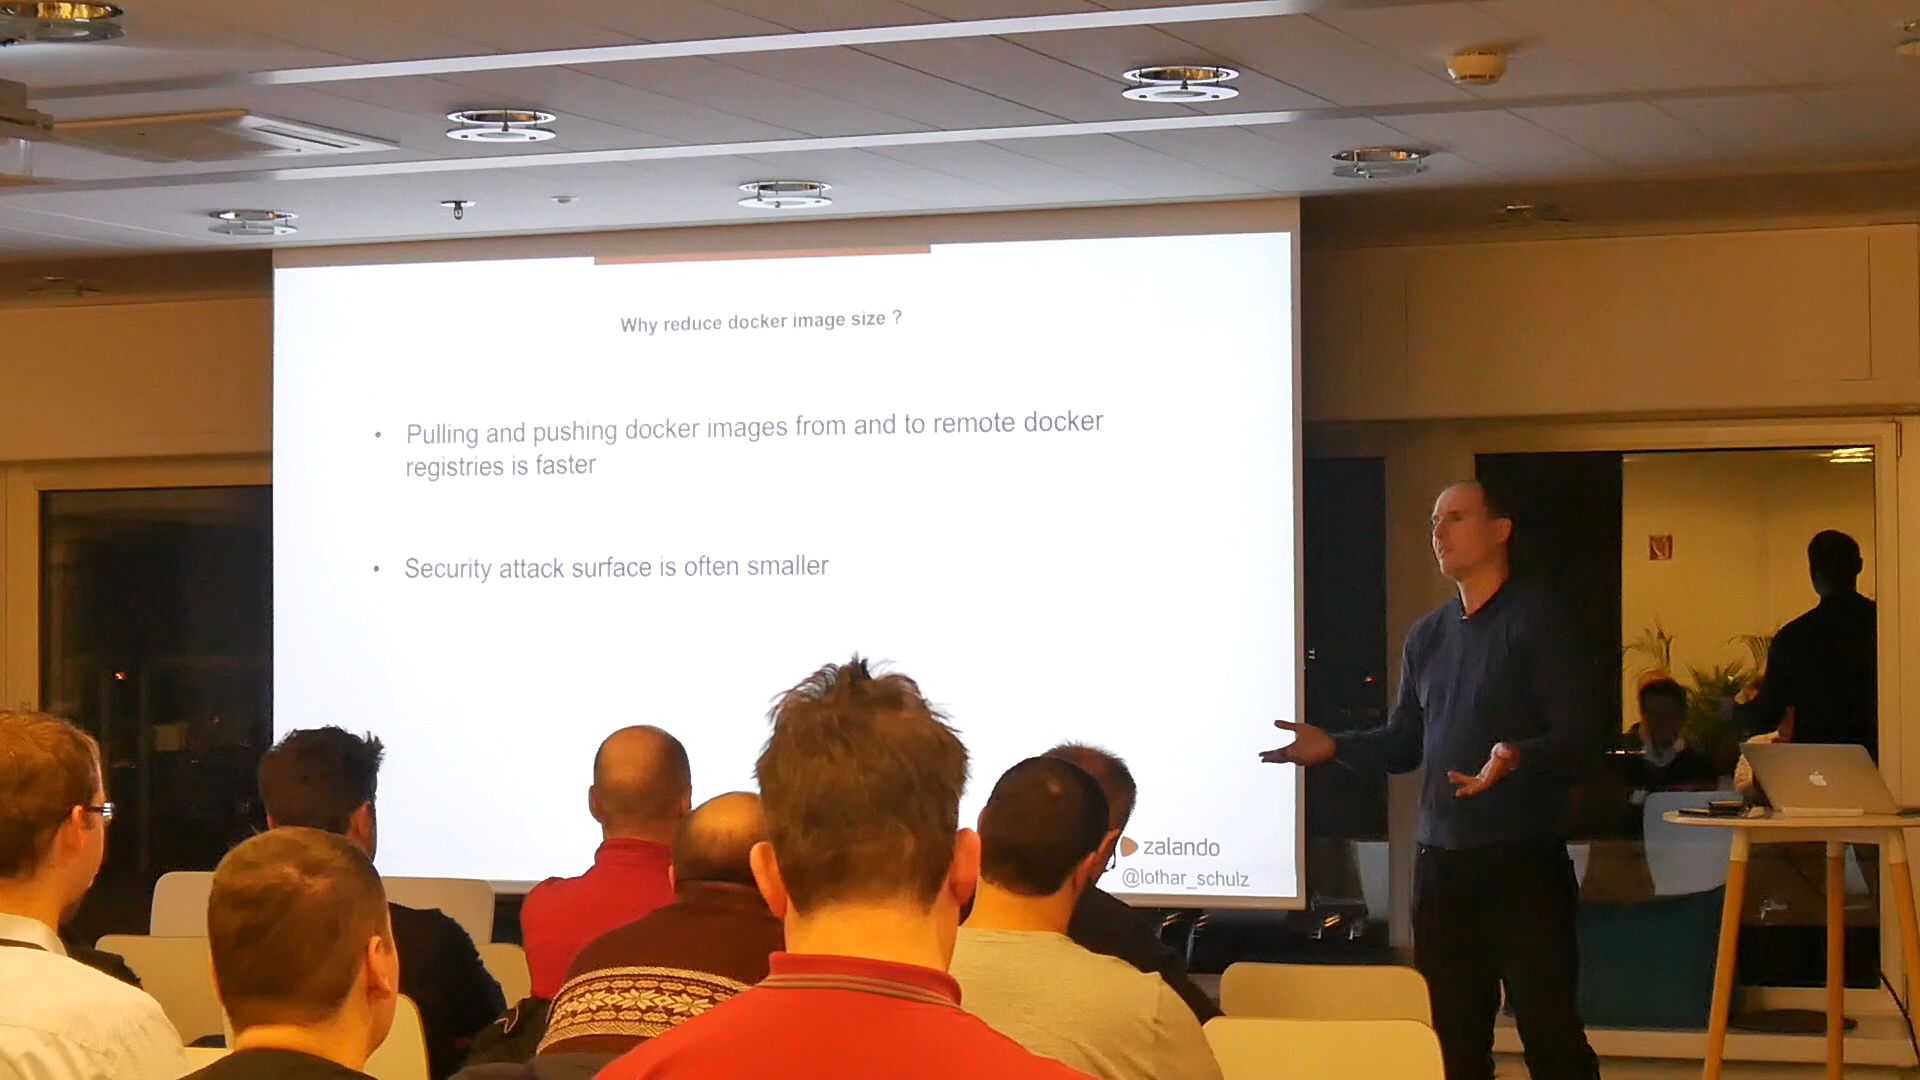 Why reduce docker image size ?
• Pulling and pushing docker images from and to remote docker
registries is faster
• Security attack surface is often smaller
zalando
@lothar_schulz